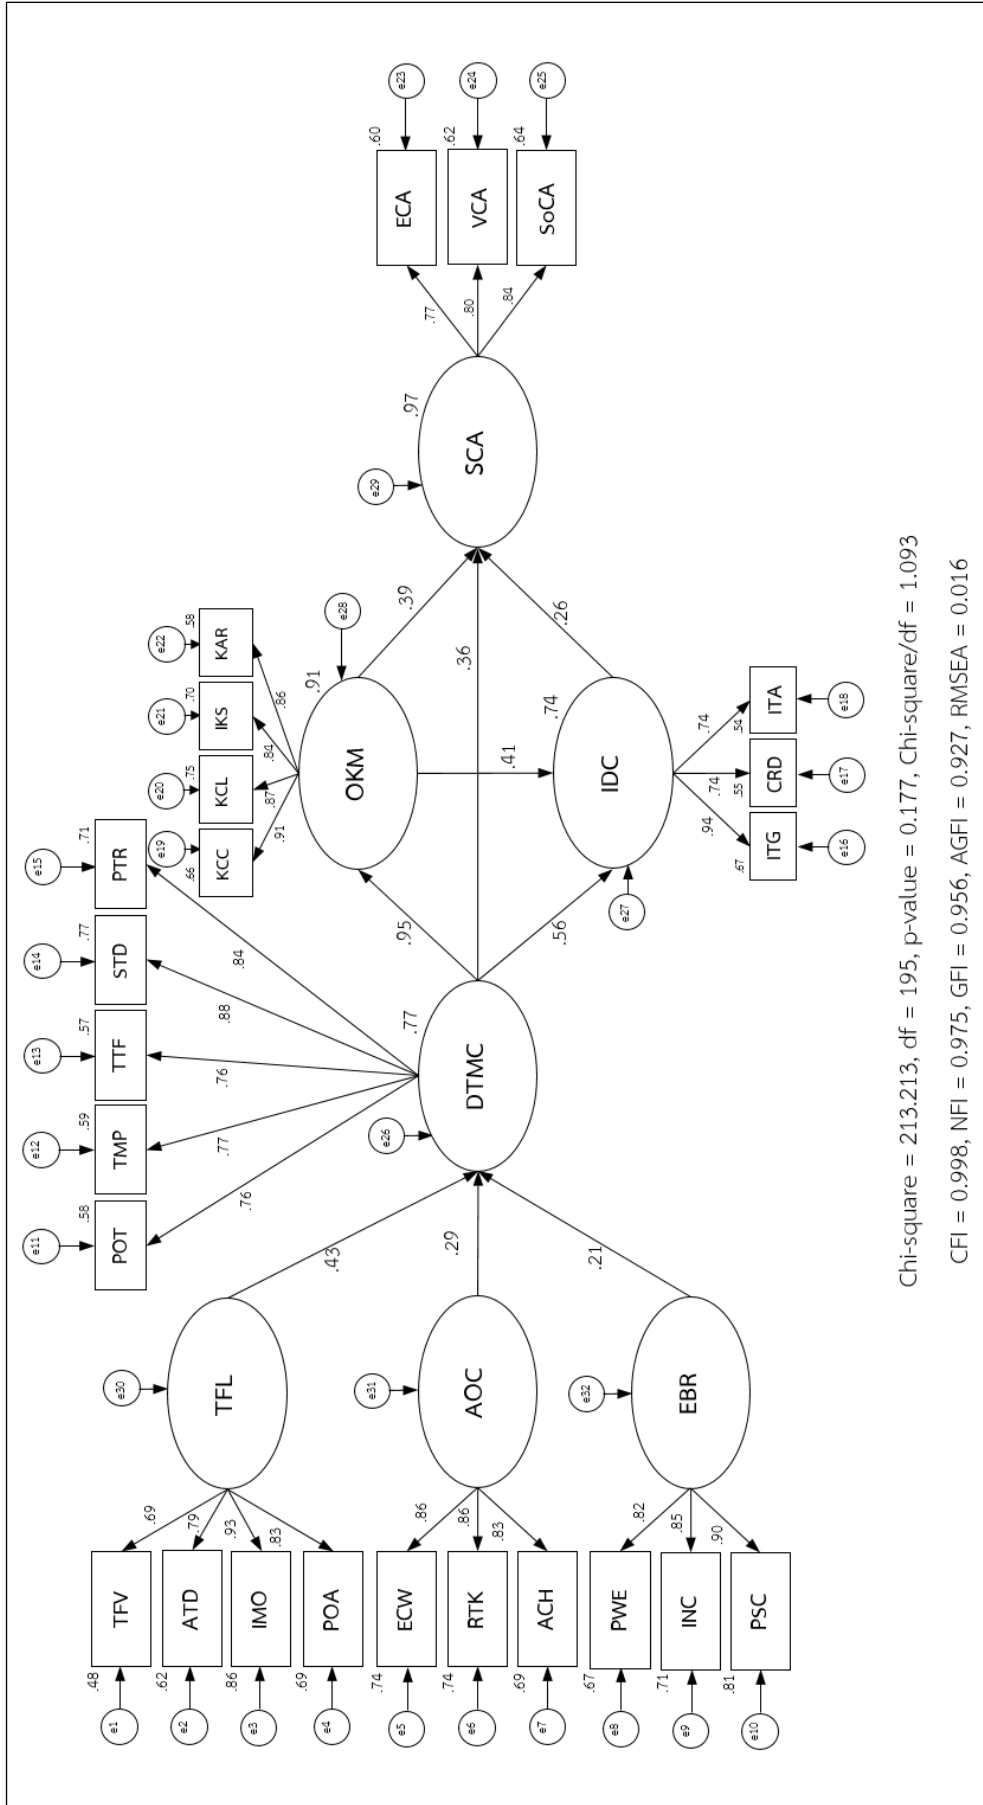 e23
e24
e25
.60
.62
.64
ECA
VCA
SoCA
.77
.80
.84
SCA
.97
e29
.39
.36
.26
e22
.58
KAR
e21
.70
IKS
e20
.75
KCL
e19
.66
KCC
.86
.84
.87
.91
OKM
.91
e28
.41
IDC
.74
e27
.74
.74
.94
.54
ITA
e18
.55
CRD
e17
.67
ITG
e16
.95
.56
e15
.71
PTR
e14
.77
STD
e13
.57
TTF
e12
.59
TMP
e11
.58
POT
.84
.88
.76
.77
.76
DTMC
.77
e26
.43
.29
.21
TFL
e30
AOC
e31
EBR
e32
.69
.79
.93
.83
.86
.86
.83
.82
.85
.90
TFV
ATD
IMO
POA
ECW
RTK
ACH
PWE
INC
PSC
.48
.62
.86
.69
.74
.74
.69
.67
.71
.81
e1
e2
e3
e4
e5
e6
e7
e8
e9
e10
Chi-square = 213.213, df = 195, p-value = 0.177, Chi-square/df = 1.093
CFI = 0.998, NFI = 0.975, GFI = 0.956, AGFI = 0.927, RMSEA = 0.016